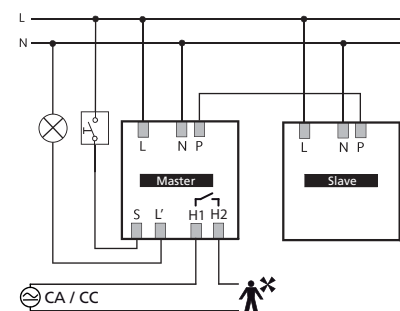 L
N
L N P L N P
Master Slave
S L' H1 H2
CA / CC